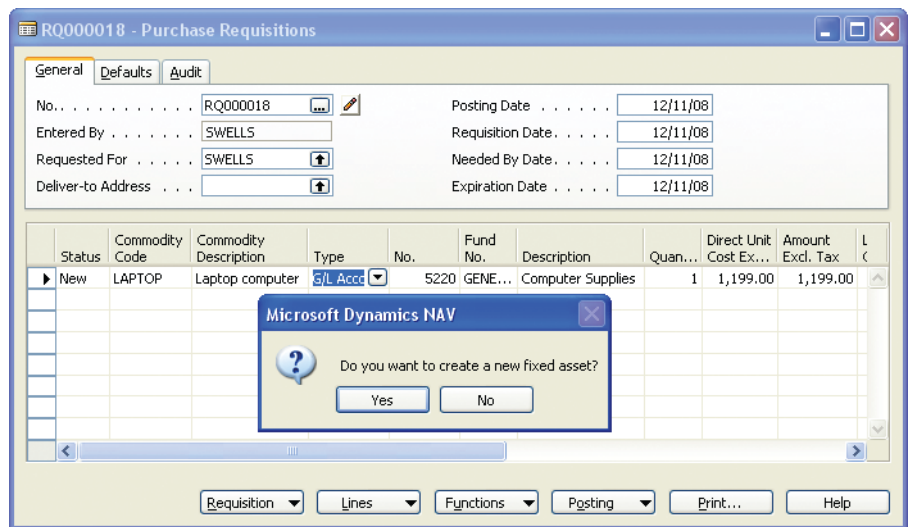 RQ000018 - Purchase Requisitions
General Defaults Audit
No. . . . . . . . . . . . RQ000018 ... Posting Date . . . . . . 12/11/08
Entered By . . . . . . . SWELLS Requisition Date. . . . . 12/11/08
Requested For . . . . . SWELLS Needed By Date. . . . . 12/11/08
Deliver-to Address . . . Expiration Date . . . . . 12/11/08
Commodity Commodity Fund Direct Unit Amount L
Status Code Description Type No. No. Description Quan... Cost Ex... Excl. Tax
New LAPTOP Laptop computer G/L Acco 5220 GENE... Computer Supplies 1 1,199.00 1,199.00
Microsoft Dynamics NAV
Do you want to create a new fixed asset?
Yes No
Requisition Lines Functions Posting Print... Help